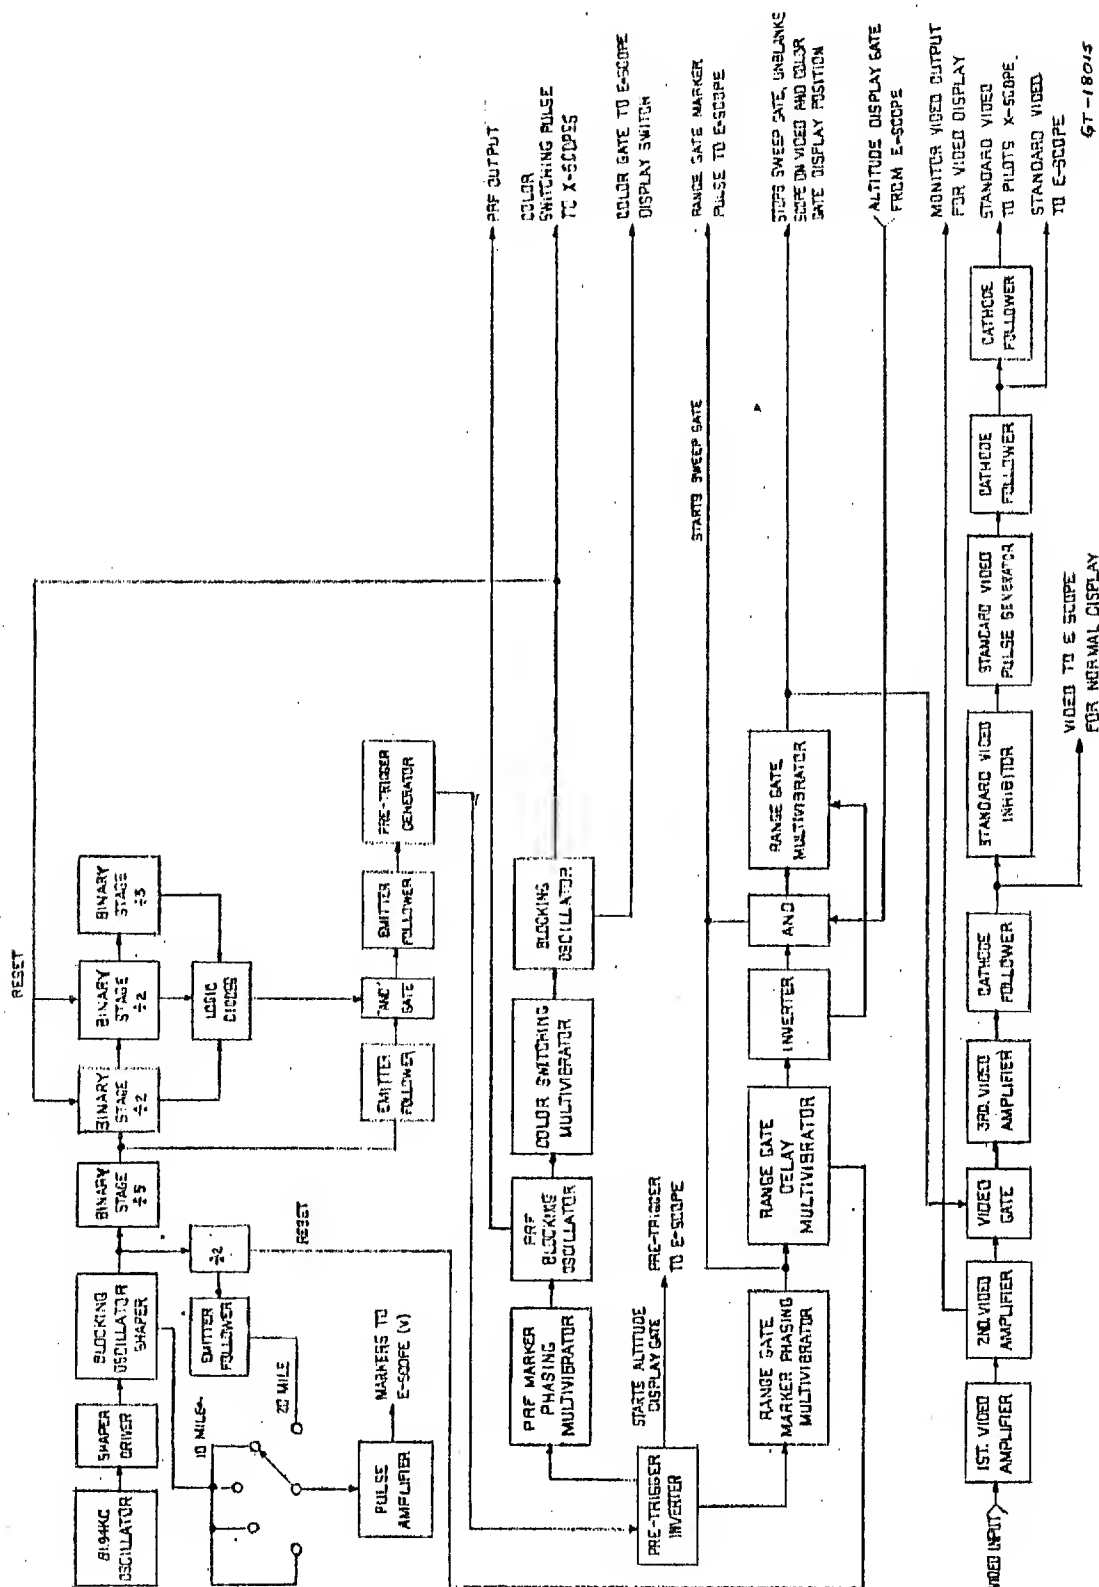 81.94KC
OSCILLATOR
SHAPER
DRIVER
BLOCKING
OSCILLATOR
SHAPER
BINARY
STAGE
÷5
BINARY
STAGE
÷2
BINARY
STAGE
÷2
BINARY
STAGE
÷3
RESET
LOGIC
DIODES
÷2
RESET
EMITTER
FOLLOWER
10 MILE
20 MILE
PULSE
AMPLIFIER
MARKERS TO
E-SCOPE (V)
EMITTER
FOLLOWER
"AND"
GATE
EMITTER
FOLLOWER
PRE-TRIGGER
GENERATOR
PRF MARKER
PHASING
MULTIVIBRATOR
PRF
BLOCKING
OSCILLATOR
COLOR SWITCHING
MULTIVIBRATOR
BLOCKING
OSCILLATOR
PRF OUTPUT
COLOR
SWITCHING PULSE
TO X-SCOPES
COLOR GATE TO E-SCOPE
DISPLAY SWITCH
PRE-TRIGGER
INVERTER
STARTS ALTITUDE
DISPLAY GATE
PRE-TRIGGER
TO E-SCOPE
STARTS SWEEP GATE
RANGE GATE MARKER
PULSE TO E-SCOPE
RANGE GATE
MARKER PHASING
MULTIVIBRATOR
RANGE GATE
DELAY
MULTIVIBRATOR
INVERTER
AND
RANGE GATE
MULTIVIBRATOR
STOPS SWEEP GATE, UNBLANKS
SCOPE ON VIDEO AND COLOR
GATE DISPLAY POSITION
ALTITUDE DISPLAY GATE
FROM E-SCOPE
VIDEO INPUT
1ST. VIDEO
AMPLIFIER
2ND. VIDEO
AMPLIFIER
VIDEO
GATE
3RD. VIDEO
AMPLIFIER
CATHODE
FOLLOWER
STANDARD VIDEO
INHIBITOR
STANDARD VIDEO
PULSE GENERATOR
CATHODE
FOLLOWER
CATHODE
FOLLOWER
MONITOR VIDEO OUTPUT
FOR VIDEO DISPLAY
STANDARD VIDEO
TO PILOTS X-SCOPE
STANDARD VIDEO
TO E-SCOPE
VIDEO TO E SCOPE
FOR NORMAL DISPLAY
GT-18015